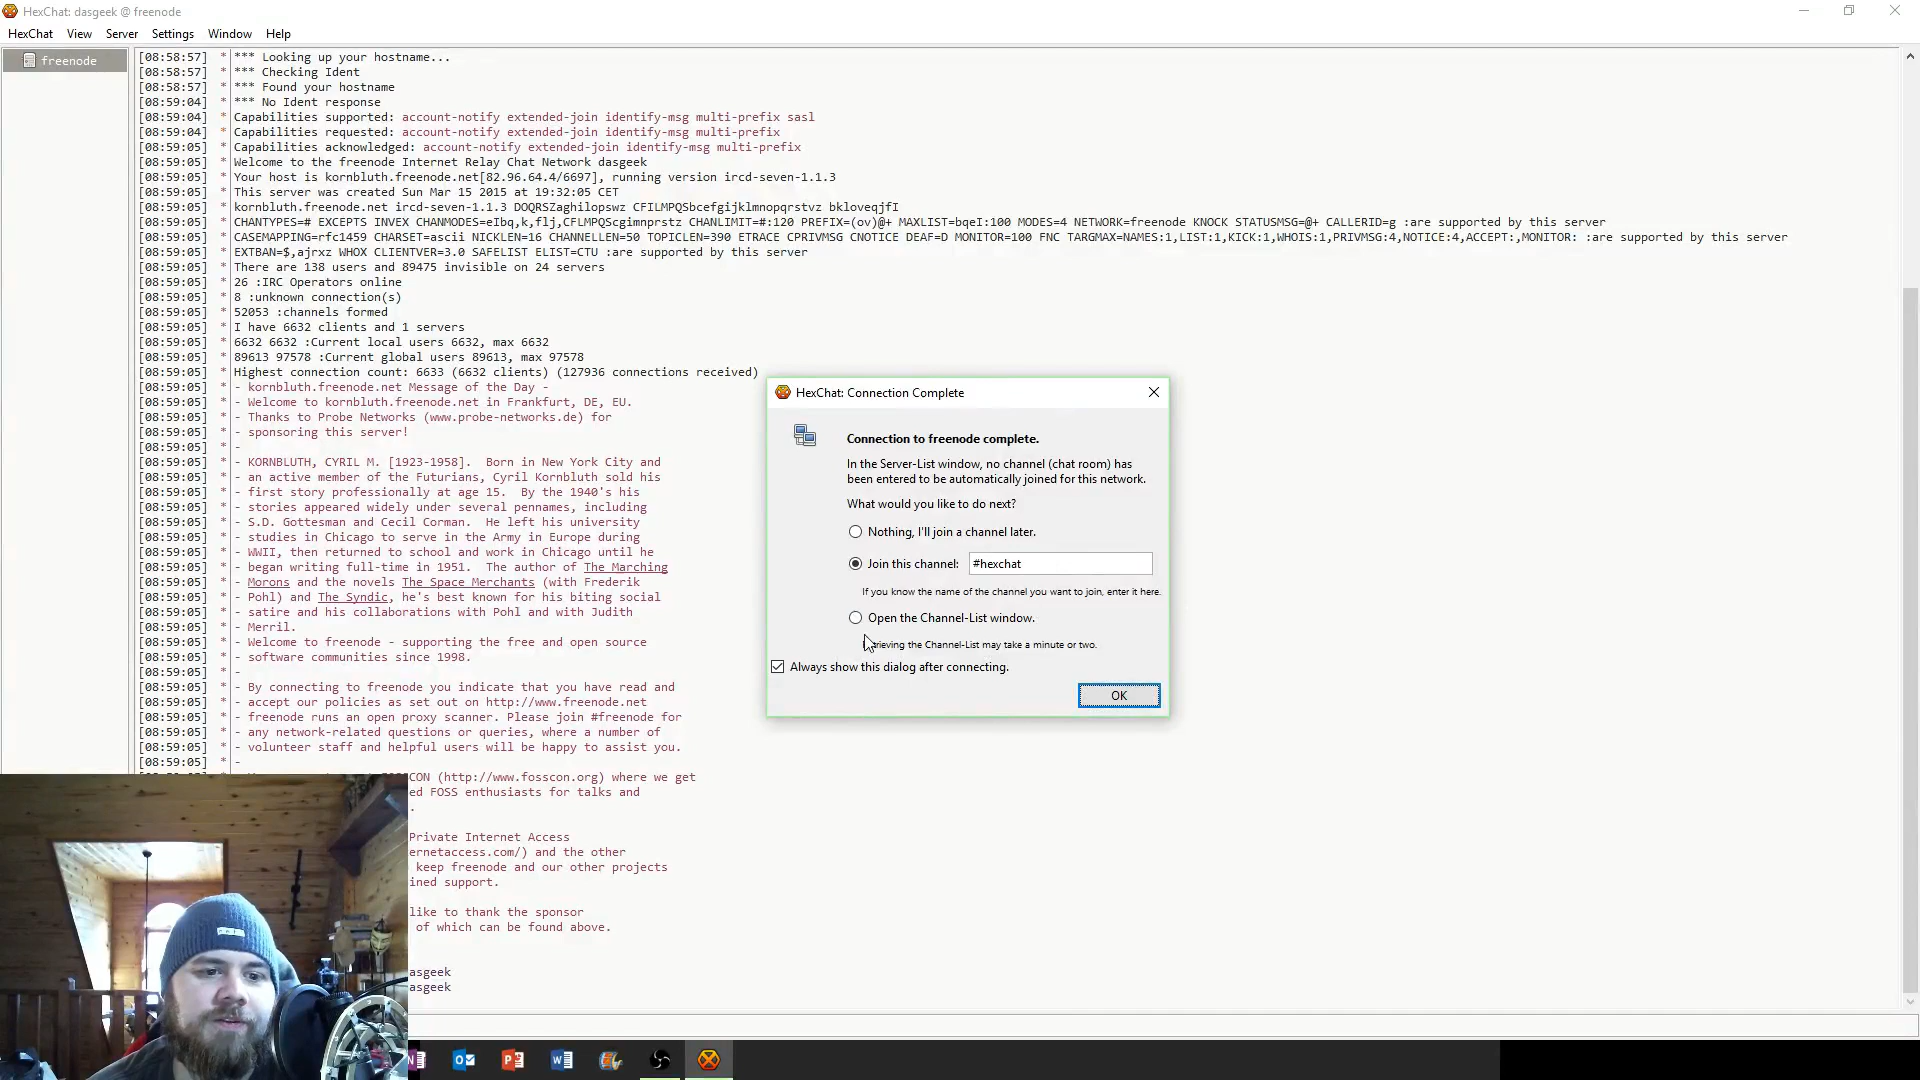 HexChat: dasgeek @ freenode
HexChat View Server Settings Window Help
freenode
[08:58:57] * *** Looking up your hostname...
[08:58:57] * *** Checking Ident
[08:58:57] * *** Found your hostname
[08:59:04] * *** No Ident response
[08:59:04] * Capabilities supported: account-notify extended-join identify-msg multi-prefix sasl
[08:59:04] * Capabilities requested: account-notify extended-join identify-msg multi-prefix
[08:59:05] * Capabilities acknowledged: account-notify extended-join identify-msg multi-prefix
[08:59:05] * Welcome to the freenode Internet Relay Chat Network dasgeek
[08:59:05] * Your host is kornbluth.freenode.net[82.96.64.4/6697], running version ircd-seven-1.1.3
[08:59:05] * This server was created Sun Mar 15 2015 at 19:32:05 CET
[08:59:05] * kornbluth.freenode.net ircd-seven-1.1.3 DOQRSZaghilopswz CFILMPQSbcefgijklmnopqrstvz bkloveqjfI
[08:59:05] * CHANTYPES=# EXCEPTS INVEX CHANMODES=eIbq,k,flj,CFLMPQScgimnprstz CHANLIMIT=#:120 PREFIX=(ov)@+ MAXLIST=bqeI:100 MODES=4 NETWORK=freenode KNOCK STATUSMSG=@+ CALLERID=g :are supported by this server
[08:59:05] * CASEMAPPING=rfc1459 CHARSET=ascii NICKLEN=16 CHANNELLEN=50 TOPICLEN=390 ETRACE CPRIVMSG CNOTICE DEAF=D MONITOR=100 FNC TARGMAX=NAMES:1,LIST:1,KICK:1,WHOIS:1,PRIVMSG:4,NOTICE:4,ACCEPT:,MONITOR: :are supported by this server
[08:59:05] * EXTBAN=$,ajrxz WHOX CLIENTVER=3.0 SAFELIST ELIST=CTU :are supported by this server
[08:59:05] * There are 138 users and 89475 invisible on 24 servers
[08:59:05] * 26 :IRC Operators online
[08:59:05] * 8 :unknown connection(s)
[08:59:05] * 52053 :channels formed
[08:59:05] * I have 6632 clients and 1 servers
[08:59:05] * 6632 6632 :Current local users 6632, max 6632
[08:59:05] * 89613 97578 :Current global users 89613, max 97578
[08:59:05] * Highest connection count: 6633 (6632 clients) (127936 connections received)
[08:59:05] * - kornbluth.freenode.net Message of the Day -
[08:59:05] * - Welcome to kornbluth.freenode.net in Frankfurt, DE, EU.
[08:59:05] * - Thanks to Probe Networks (www.probe-networks.de) for
[08:59:05] * - sponsoring this server!
[08:59:05] * -
[08:59:05] * - KORNBLUTH, CYRIL M. [1923-1958]. Born in New York City and
[08:59:05] * - an active member of the Futurians, Cyril Kornbluth sold his
[08:59:05] * - first story professionally at age 15. By the 1940's his
[08:59:05] * - stories appeared widely under several pennames, including
[08:59:05] * - S.D. Gottesman and Cecil Corman. He left his university
[08:59:05] * - studies in Chicago to serve in the Army in Europe during
[08:59:05] * - WWII, then returned to school and work in Chicago until he
[08:59:05] * - began writing full-time in 1951. The author of The Marching
[08:59:05] * - Morons and the novels The Space Merchants (with Frederik
[08:59:05] * - Pohl) and The Syndic, he's best known for his biting social
[08:59:05] * - satire and his collaborations with Pohl and with Judith
[08:59:05] * - Merril.
[08:59:05] * - Welcome to freenode - supporting the free and open source
[08:59:05] * - software communities since 1998.
[08:59:05] * -
[08:59:05] * - By connecting to freenode you indicate that you have read and
[08:59:05] * - accept our policies as set out on http://www.freenode.net
[08:59:05] * - freenode runs an open proxy scanner. Please join #freenode for
[08:59:05] * - any network-related questions or queries, where a number of
[08:59:05] * - volunteer staff and helpful users will be happy to assist you.
[08:59:05] * -
(http://www.fosscon.org) where we get
FOSS enthusiasts for talks and
.
Private Internet Access
and the other
keep freenode and our other projects
support.
like to thank the sponsor
of which can be found above.
asgeek
asgeek
HexChat: Connection Complete
Connection to freenode complete.
In the Server-List window, no channel (chat room) has
been entered to be automatically joined for this network.
What would you like to do next?
Nothing, I'll join a channel later.
Join this channel: #hexchat
If you know the name of the channel you want to join, enter it here.
Open the Channel-List window.
the Channel-List may take a minute or two.
Always show this dialog after connecting.
OK